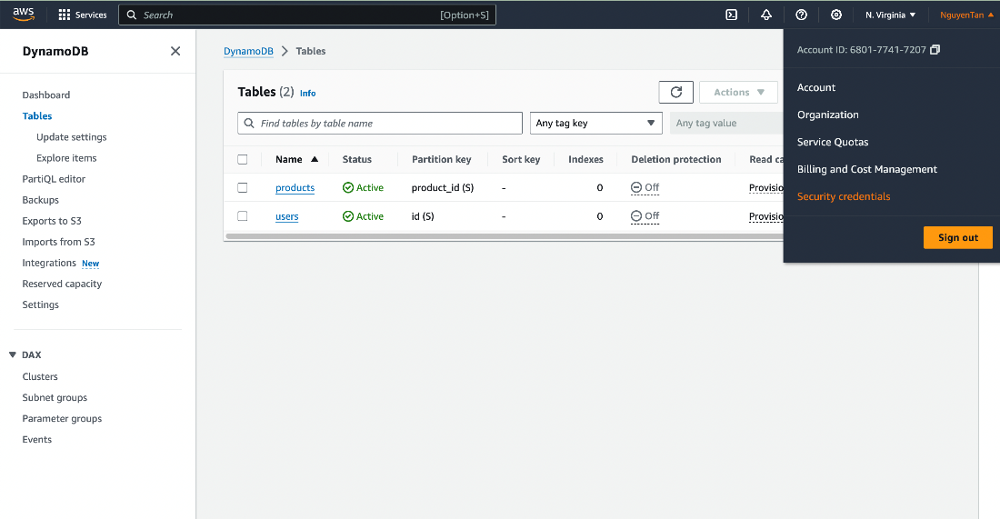 aws Services Search [Option+S] N. Virginia NguyenTan
DynamoDB
Dashboard
Tables
Update settings
Explore items
PartiQL editor
Backups
Exports to S3
Imports from S3
Integrations New
Reserved capacity
Settings
DAX
Clusters
Subnet groups
Parameter groups
Events
DynamoDB > Tables
Tables (2) Info
Actions
Find tables by table name Any tag key Any tag value
Name Status Partition key Sort key Indexes Deletion protection Read ca
products Active product_id (S) - 0 Off Provisio
users Active id (S) - 0 Off Provisio
Account ID: 6801-7741-7207
Account
Organization
Service Quotas
Billing and Cost Management
Security credentials
Sign out